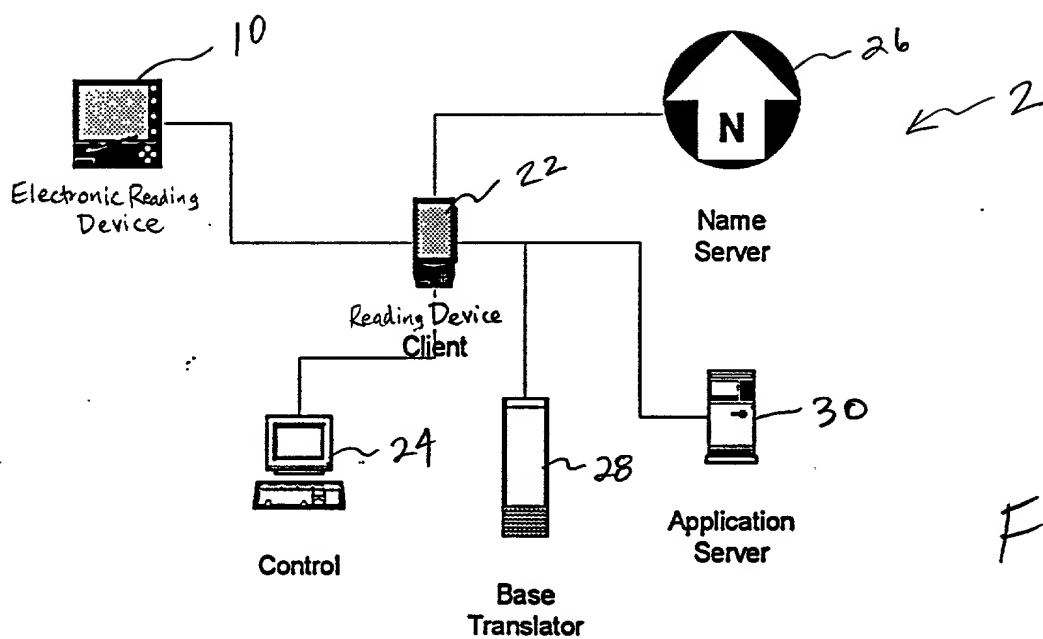 10
26
2
N
Electronic Reading
Device
22
Name
Server
Reading Device
Client
24
28
30
Control
Base
Translator
Application
Server
F